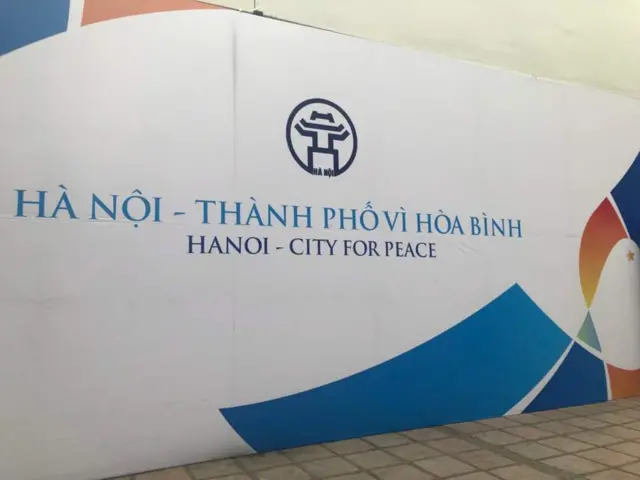 HÀ NỘI
HÀ NỘI - THÀNH PHỐ VÌ HÒA BÌNH
HANOI - CITY FOR PEACE